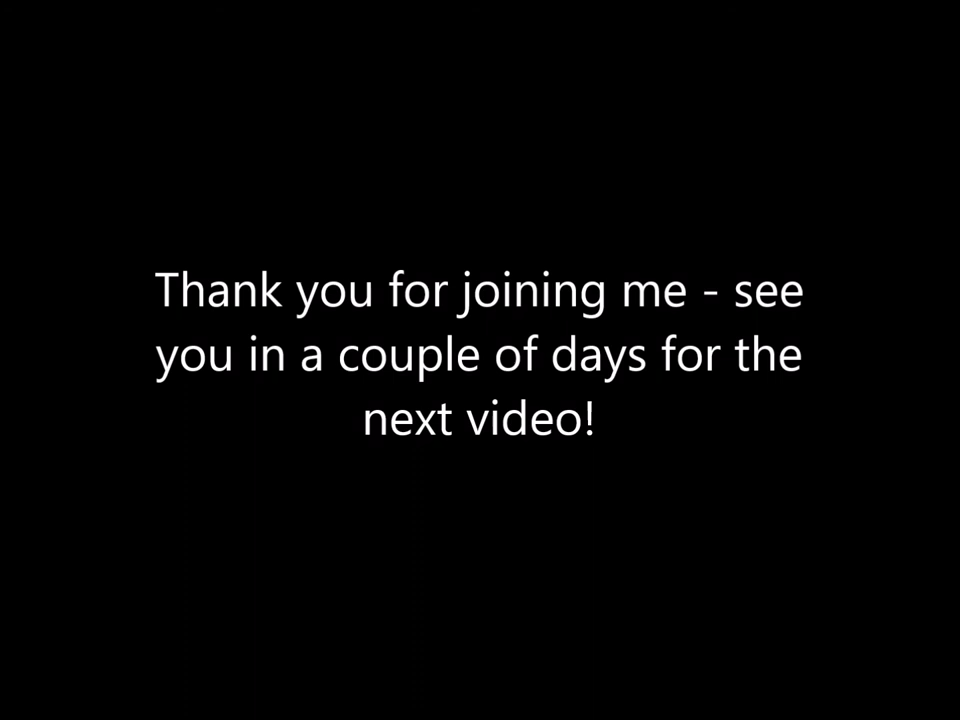 Thank you for joining me - see
you in a couple of days for the
next video!